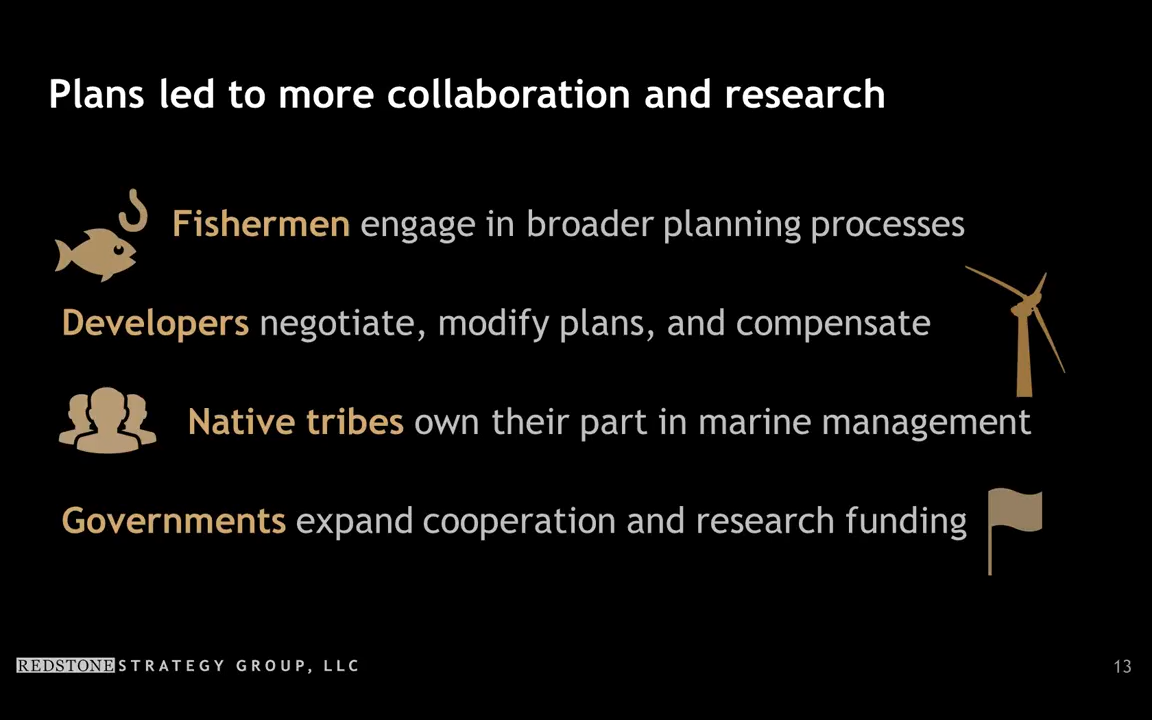 Plans led to more collaboration and research
Fishermen engage in broader planning processes
Developers negotiate, modify plans, and compensate
Native tribes own their part in marine management
Governments expand cooperation and research funding
REDSTONE STRATEGY GROUP, LLC
13